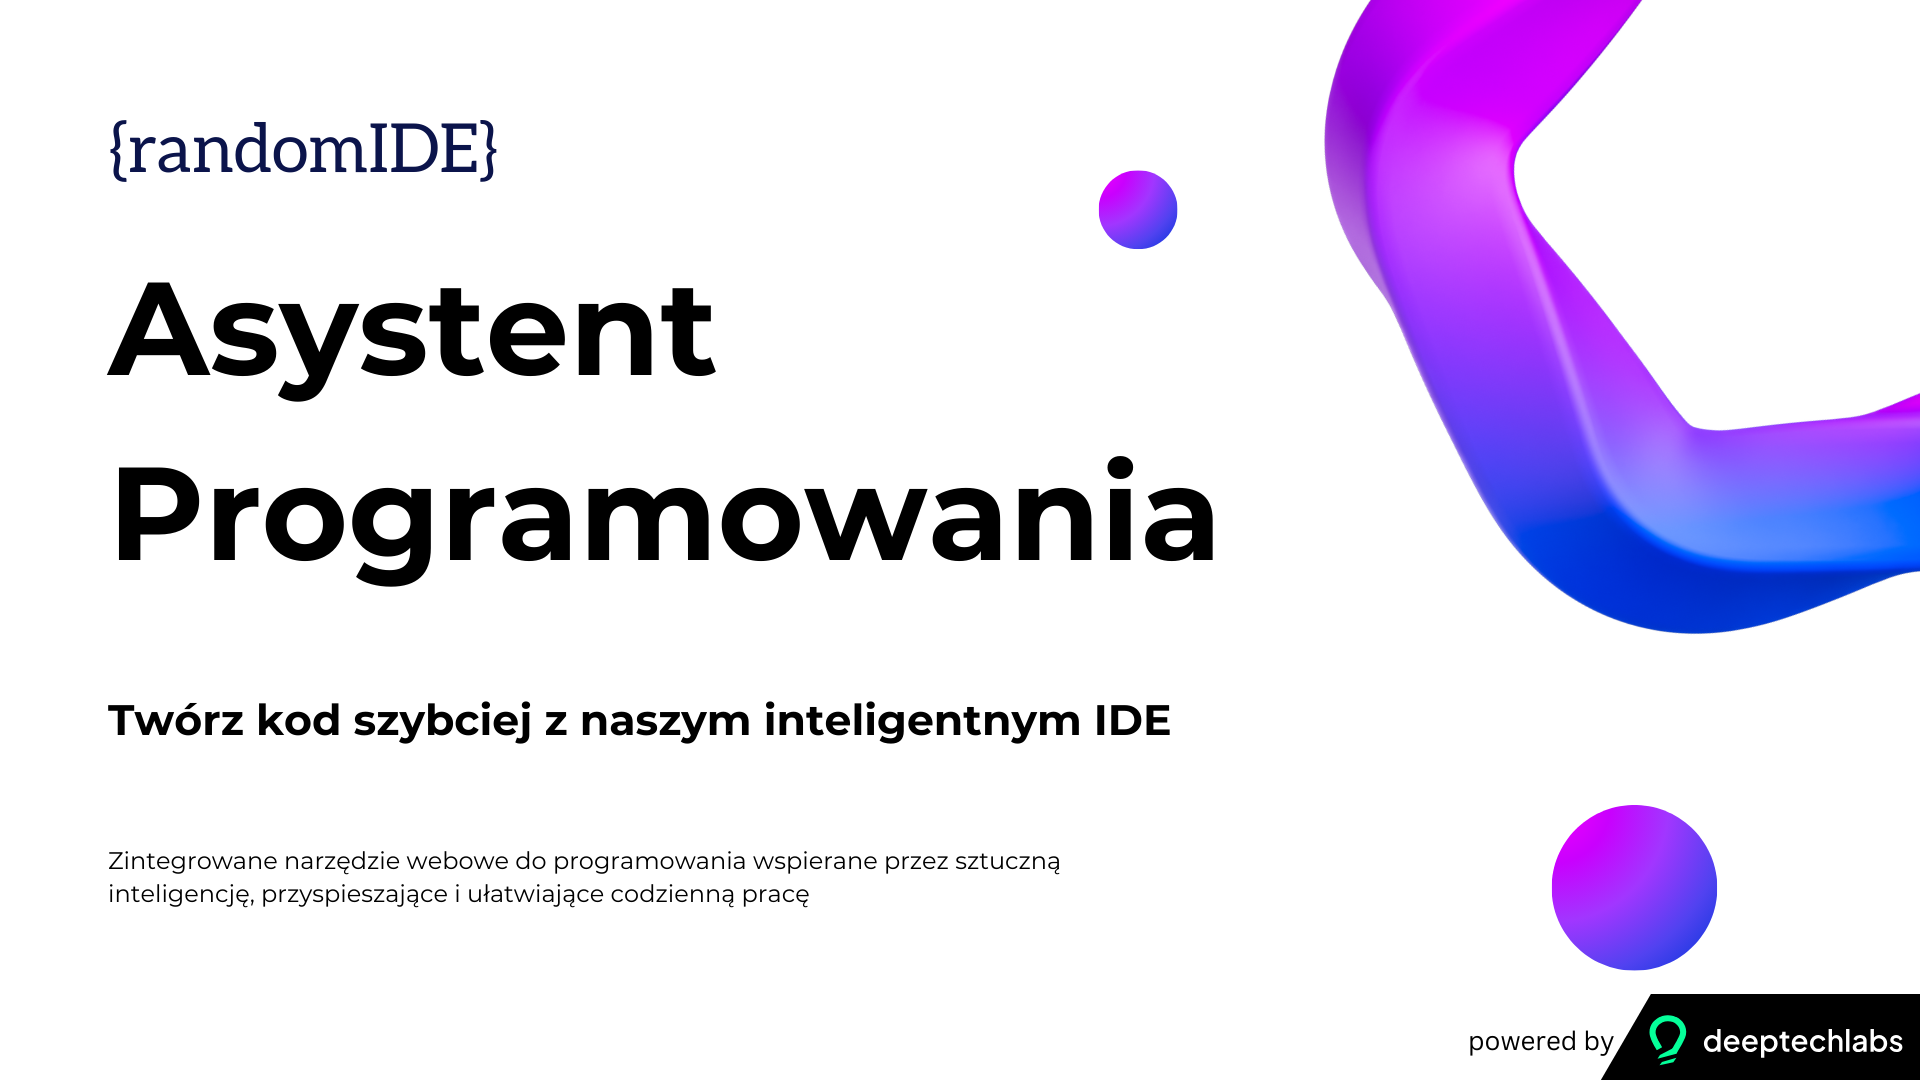 {randomIDE}
Asystent
Programowania
Twórz kod szybciej z naszym inteligentnym IDE
Zintegrowane narzędzie webowe do programowania wspierane przez sztuczną
inteligencję, przyspieszające i ułatwiające codzienną pracę
powered by deeptechlabs